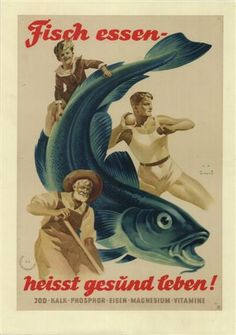 Fisch essen-
heisst gesund leben!
JOD · KALK · PHOSPHOR · EISEN · MAGNESIUM · VITAMINE